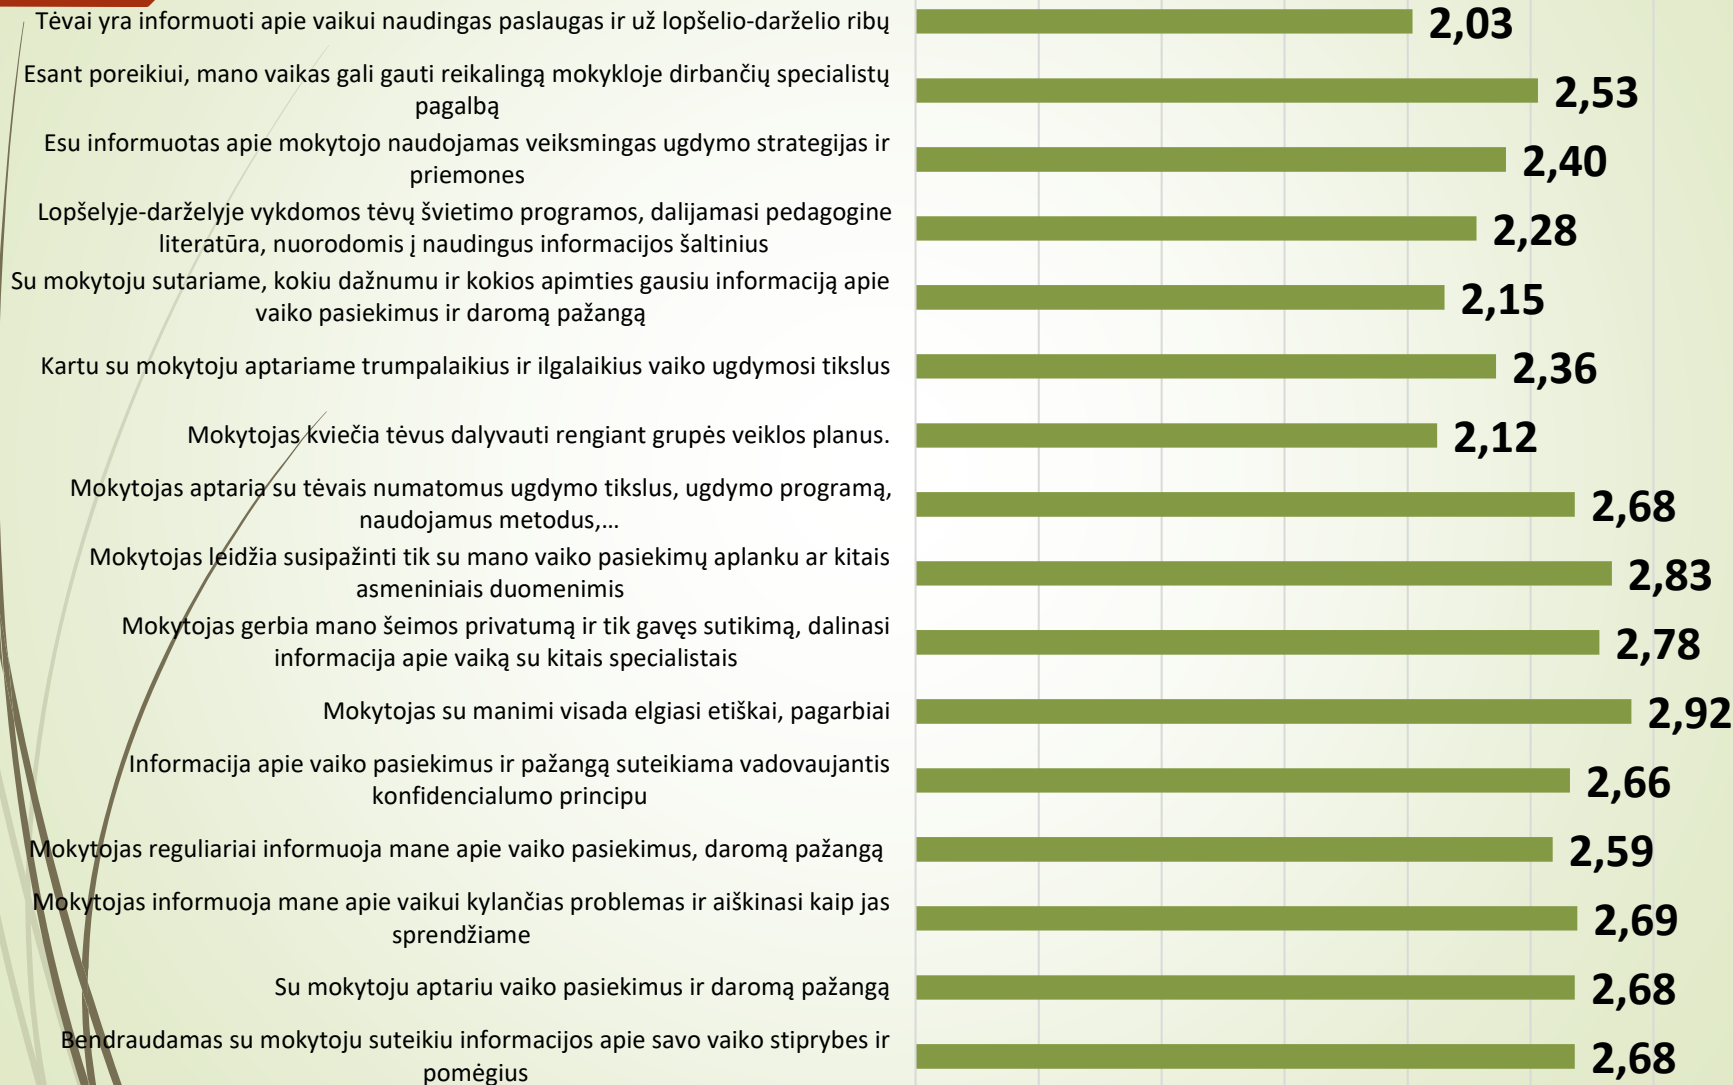 Tėvai yra informuoti apie vaikui naudingas paslaugas ir už lopšelio-darželio ribų
2,03
Esant poreikiui, mano vaikas gali gauti reikalingą mokykloje dirbančių specialistų
pagalbą
2,53
Esu informuotas apie mokytojo naudojamas veiksmingas ugdymo strategijas ir
priemones
2,40
Lopšelyje-darželyje vykdomos tėvų švietimo programos, dalijamasi pedagogine
literatūra, nuorodomis į naudingus informacijos šaltinius
2,28
Su mokytoju sutariame, kokiu dažnumu ir kokios apimties gausiu informaciją apie
vaiko pasiekimus ir daromą pažangą
2,15
Kartu su mokytoju aptariame trumpalaikius ir ilgalaikius vaiko ugdymosi tikslus
2,36
Mokytojas kviečia tėvus dalyvauti rengiant grupės veiklos planus.
2,12
Mokytojas aptaria su tėvais numatomus ugdymo tikslus, ugdymo programą,
naudojamus metodus,…
2,68
Mokytojas leidžia susipažinti tik su mano vaiko pasiekimų aplanku ar kitais
asmeniniais duomenimis
2,83
Mokytojas gerbia mano šeimos privatumą ir tik gavęs sutikimą, dalinasi
informacija apie vaiką su kitais specialistais
2,78
Mokytojas su manimi visada elgiasi etiškai, pagarbiai
2,92
Informacija apie vaiko pasiekimus ir pažangą suteikiama vadovaujantis
konfidencialumo principu
2,66
Mokytojas reguliariai informuoja mane apie vaiko pasiekimus, daromą pažangą
2,59
Mokytojas informuoja mane apie vaikui kylančias problemas ir aiškinasi kaip jas
sprendžiame
2,69
Su mokytoju aptariu vaiko pasiekimus ir daromą pažangą
2,68
Bendraudamas su mokytoju suteikiu informacijos apie savo vaiko stiprybes ir
pomėgius
2,68